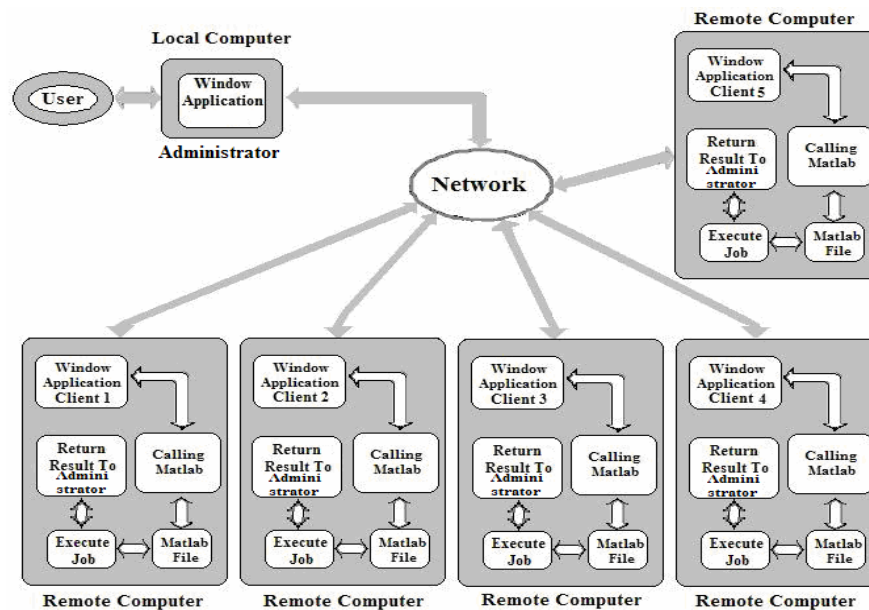 Remote Computer
Local Computer
User
Window
Application
Administrator
Network
Window
Application
Client 5
Return
Result To
Admini
strator
Calling
Matlab
Execute
Job
Matlab
File
Window
Application
Client 1
Return
Result To
Admini
strator
Calling
Matlab
Execute
Job
Matlab
File
Remote Computer
Window
Application
Client 2
Return
Result To
Admini
strator
Calling
Matlab
Execute
Job
Matlab
File
Remote Computer
Window
Application
Client 3
Return
Result To
Admini
strator
Calling
Matlab
Execute
Job
Matlab
File
Remote Computer
Window
Application
Client 4
Return
Result To
Admini
strator
Calling
Matlab
Execute
Job
Matlab
File
Remote Computer